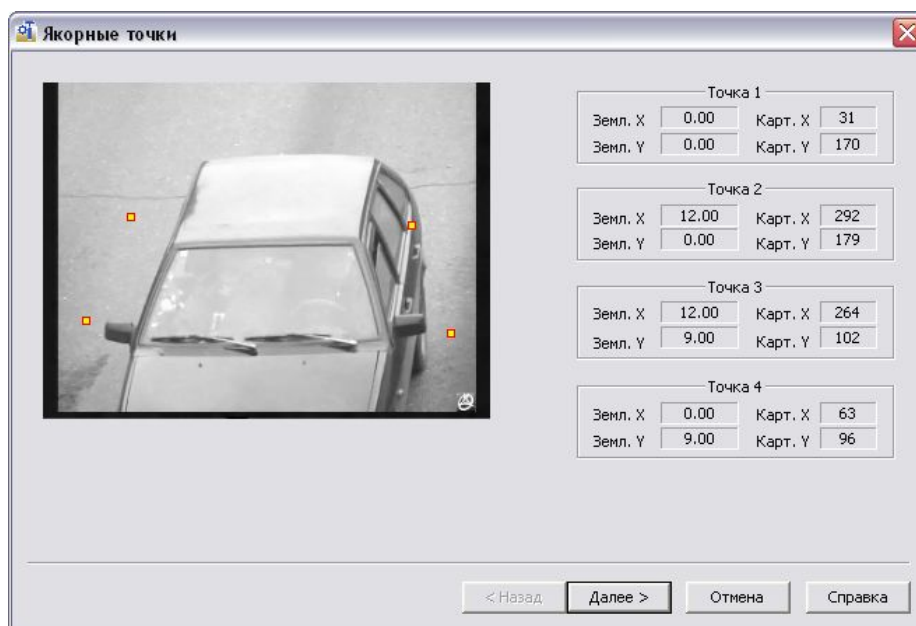 Якорные точки
Точка 1
Земл. X 0.00 Карт. X 31
Земл. Y 0.00 Карт. Y 170
Точка 2
Земл. X 12.00 Карт. X 292
Земл. Y 0.00 Карт. Y 179
Точка 3
Земл. X 12.00 Карт. X 264
Земл. Y 9.00 Карт. Y 102
Точка 4
Земл. X 0.00 Карт. X 63
Земл. Y 9.00 Карт. Y 96
< Назад Далее > Отмена Справка